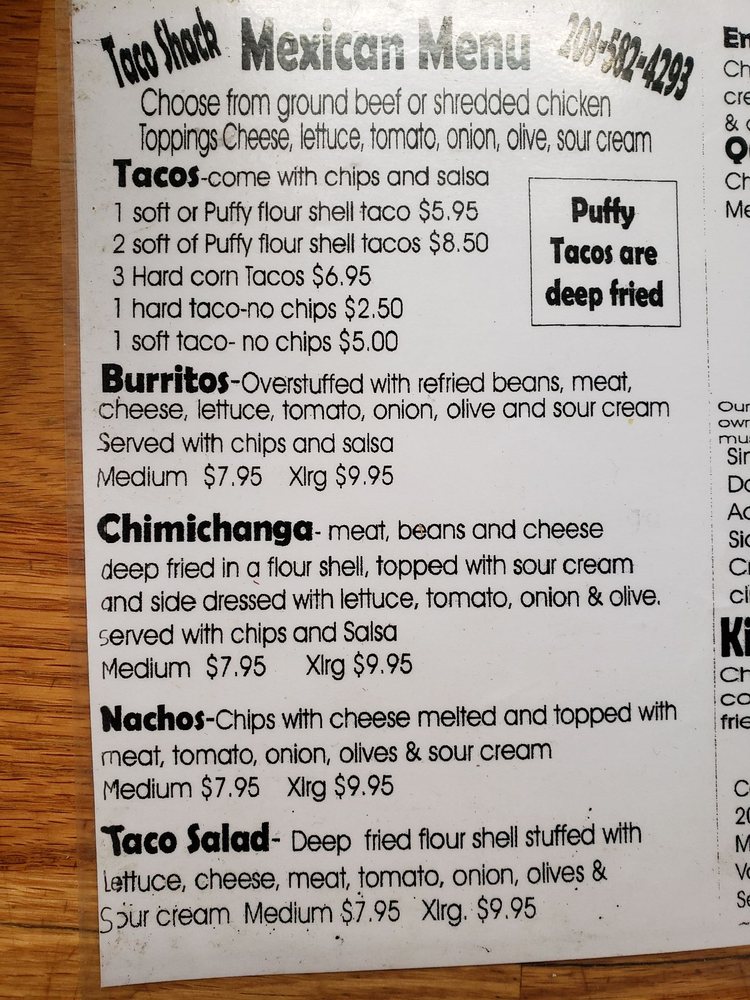 Taco Shack Mexican Menu 208-582-4293
Choose from ground beef or shredded chicken
Toppings Cheese, lettuce, tomato, onion, olive, sour cream
Tacos-come with chips and salsa
1 soft or Puffy flour shell taco $5.95
2 soft of Puffy flour shell tacos $8.50
3 Hard corn Tacos $6.95
1 hard taco-no chips $2.50
1 soft taco- no chips $5.00
Puffy
Tacos are
deep fried
Burritos-Overstuffed with refried beans, meat,
cheese, lettuce, tomato, onion, olive and sour cream
Served with chips and salsa
Medium $7.95 Xlrg $9.95
Chimichanga- meat, beans and cheese
deep fried in a flour shell, topped with sour cream
and side dressed with lettuce, tomato, onion & olive.
served with chips and Salsa
Medium $7.95 Xlrg $9.95
Nachos-Chips with cheese melted and topped with
meat, tomato, onion, olives & sour cream
Medium $7.95 Xlrg $9.95
Taco Salad- Deep fried flour shell stuffed with
Lettuce, cheese, meat, tomato, onion, olives &
Sour cream Medium $7.95 Xlrg. $9.95
Our